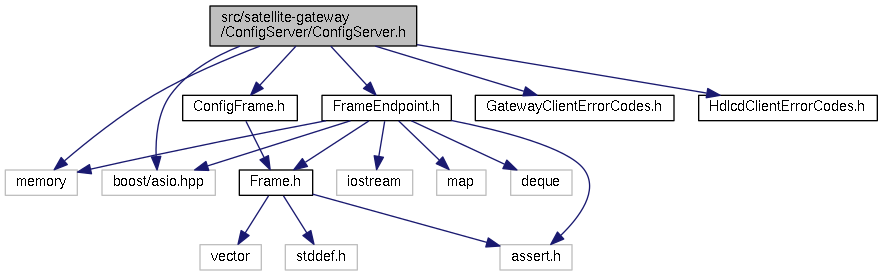 src/satellite-gateway
/ConfigServer/ConfigServer.h
ConfigFrame.h
FrameEndpoint.h
GatewayClientErrorCodes.h
HdlcdClientErrorCodes.h
memory
boost/asio.hpp
Frame.h
iostream
map
deque
vector
stddef.h
assert.h